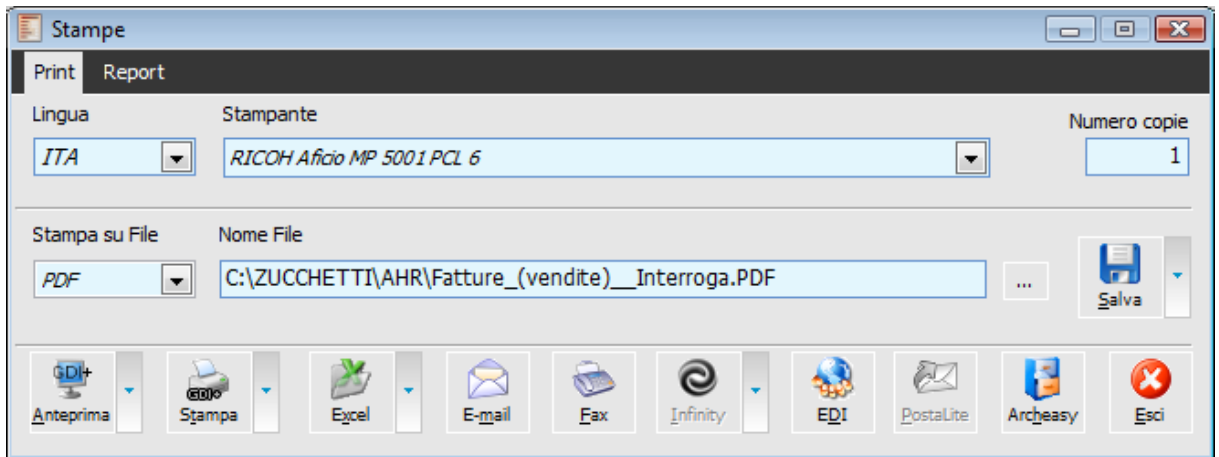 Stampe
Print Report
Lingua Stampante Numero copie
ITA RICOH Aficio MP 5001 PCL 6 1
Stampa su File Nome File
PDF C:\ZUCCHETTI\AHR\Fatture_(vendite)__Interroga.PDF ...
Salva
GDI+ GDI+
Anteprima Stampa Excel E-mail Fax Infinity EDI PostaLite Archeasy Esci